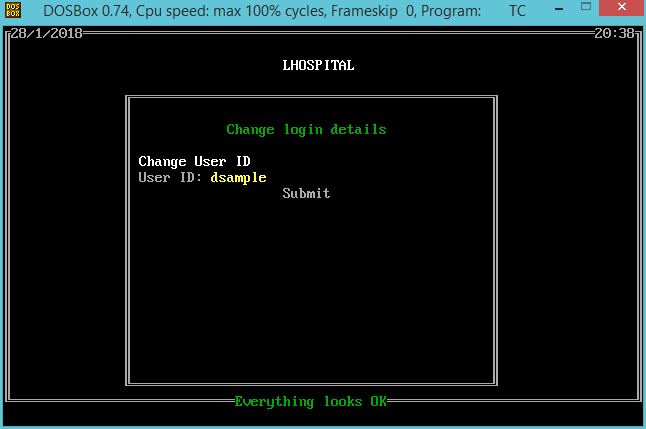 DOS BOX DOSBox 0.74, Cpu speed: max 100% cycles, Frameskip 0, Program: TC
28/1/2018 20:38
LHOSPITAL
Change login details
Change User ID
User ID: dsample
Submit
Everything looks OK